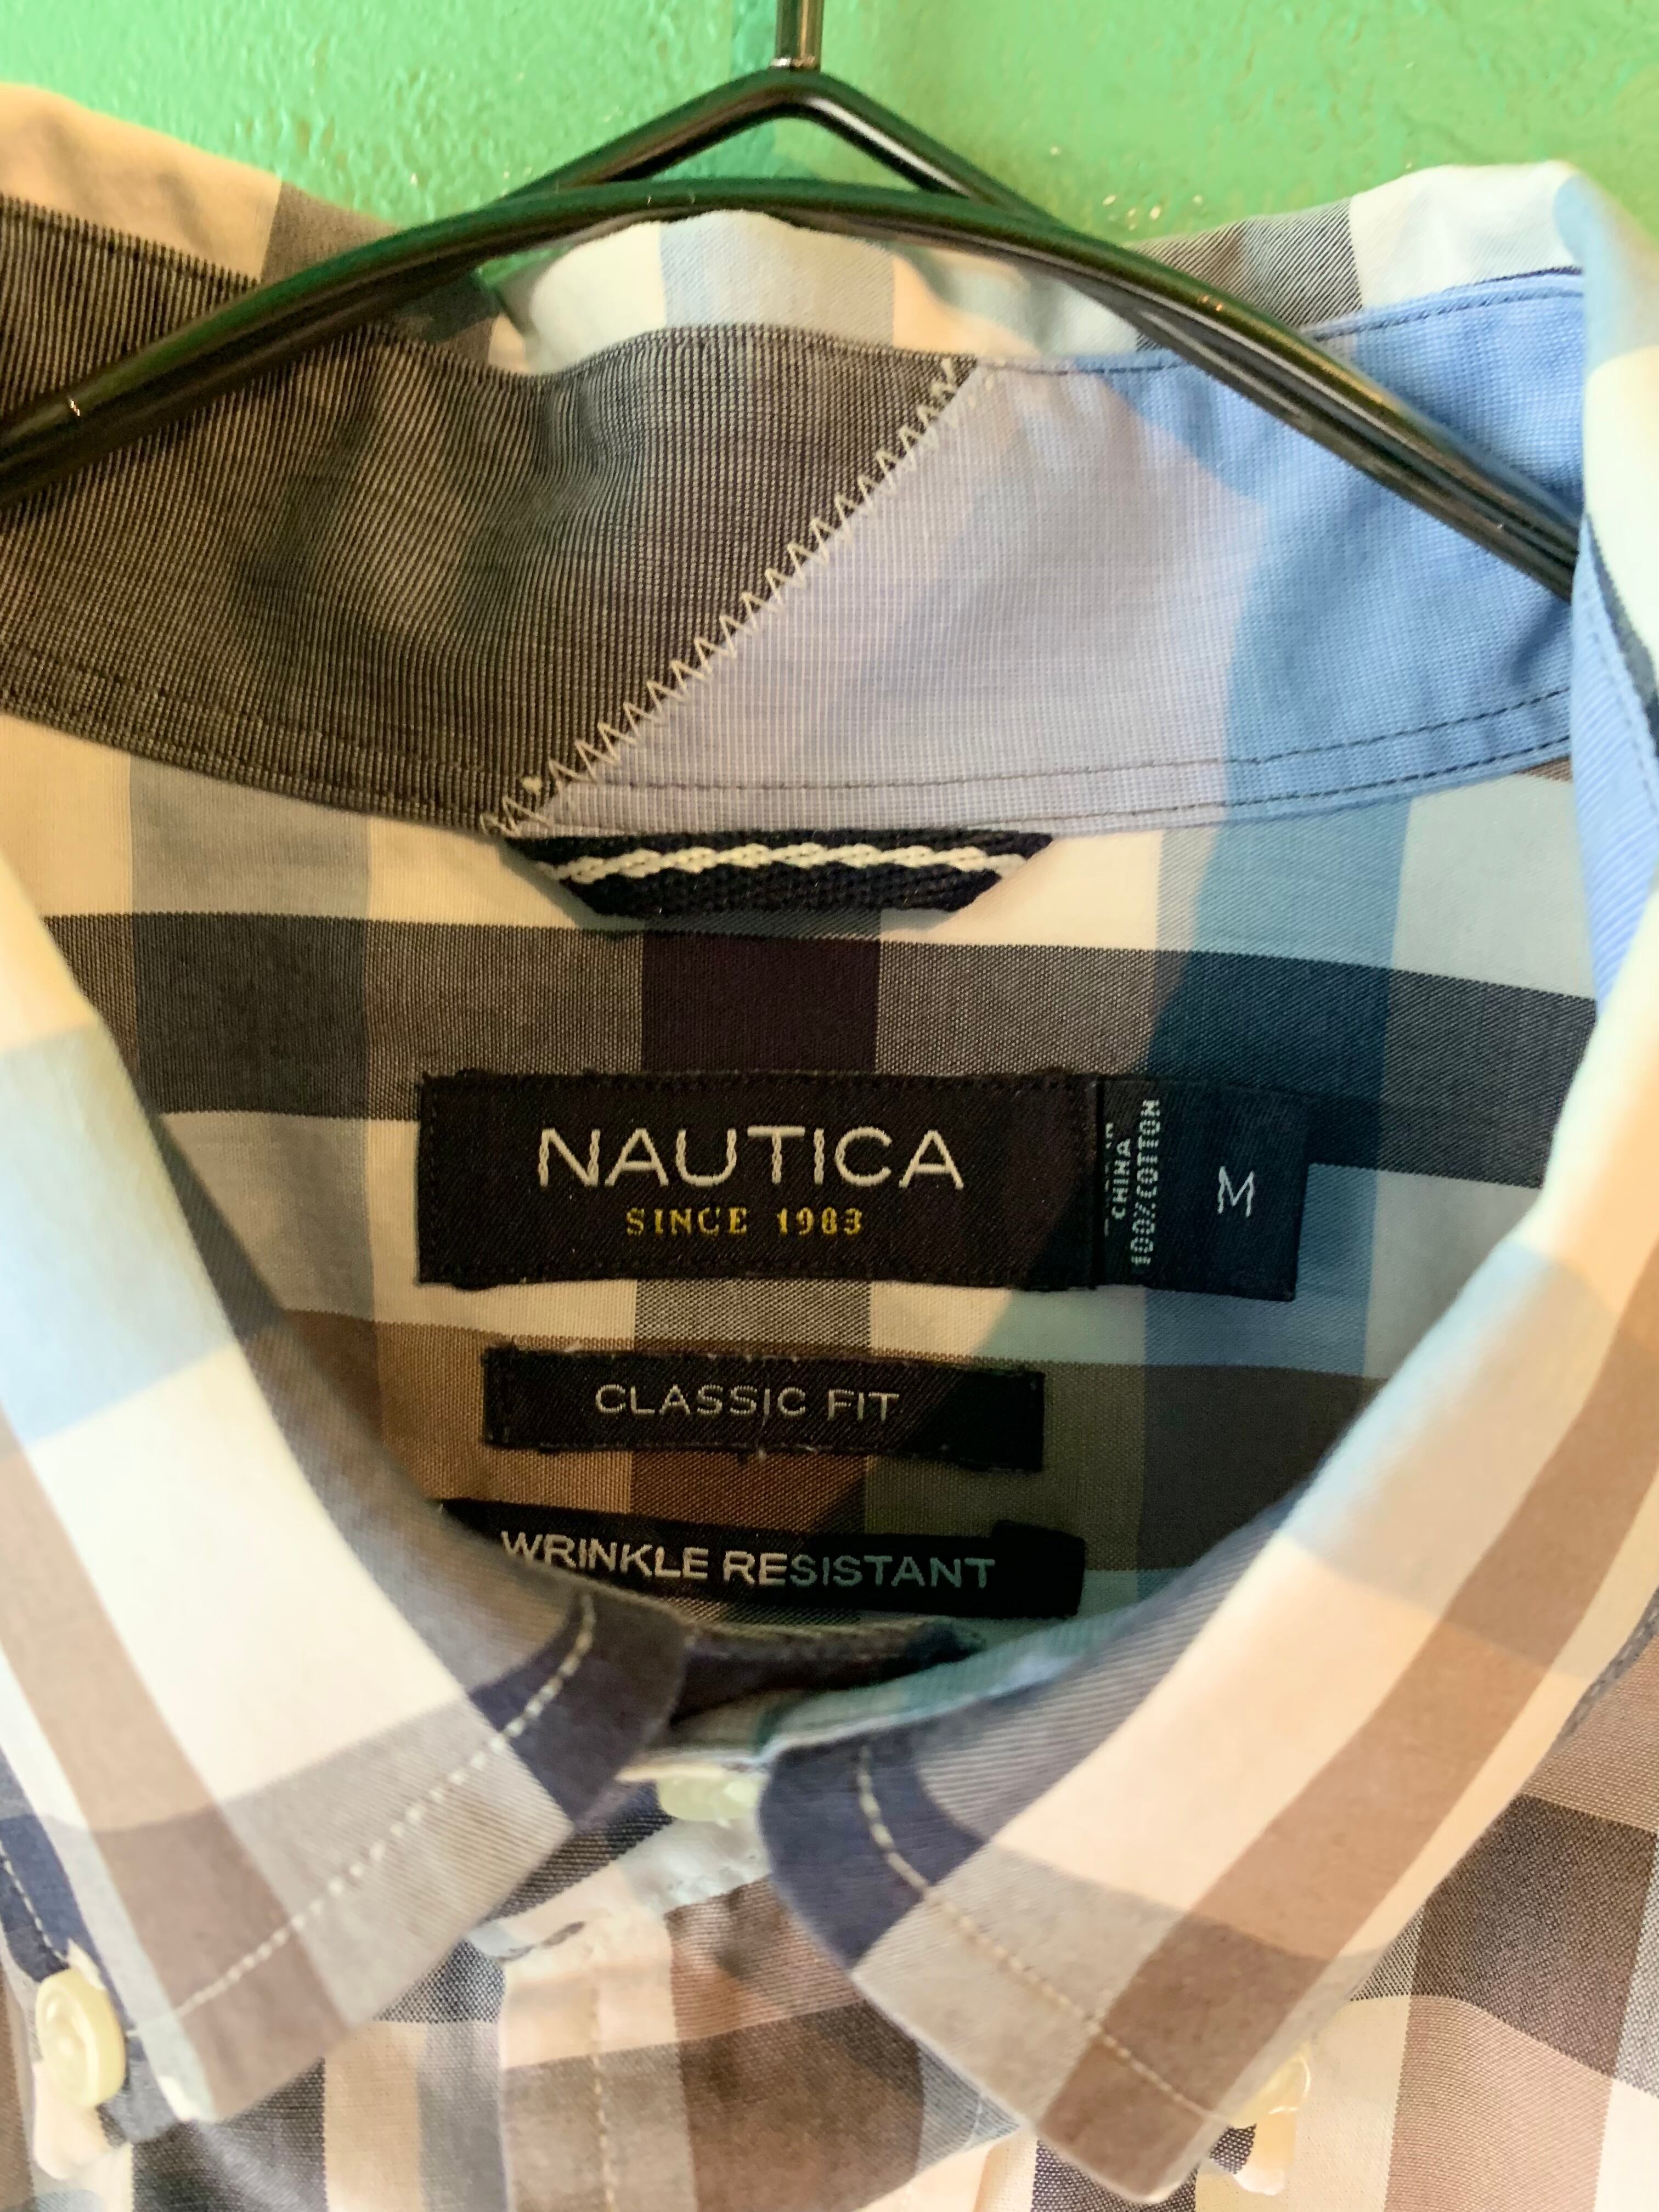 NAUTICA
SINCE 1983
CHINA
100% COTTON
M
CLASSIC FIT
WRINKLE RESISTANT